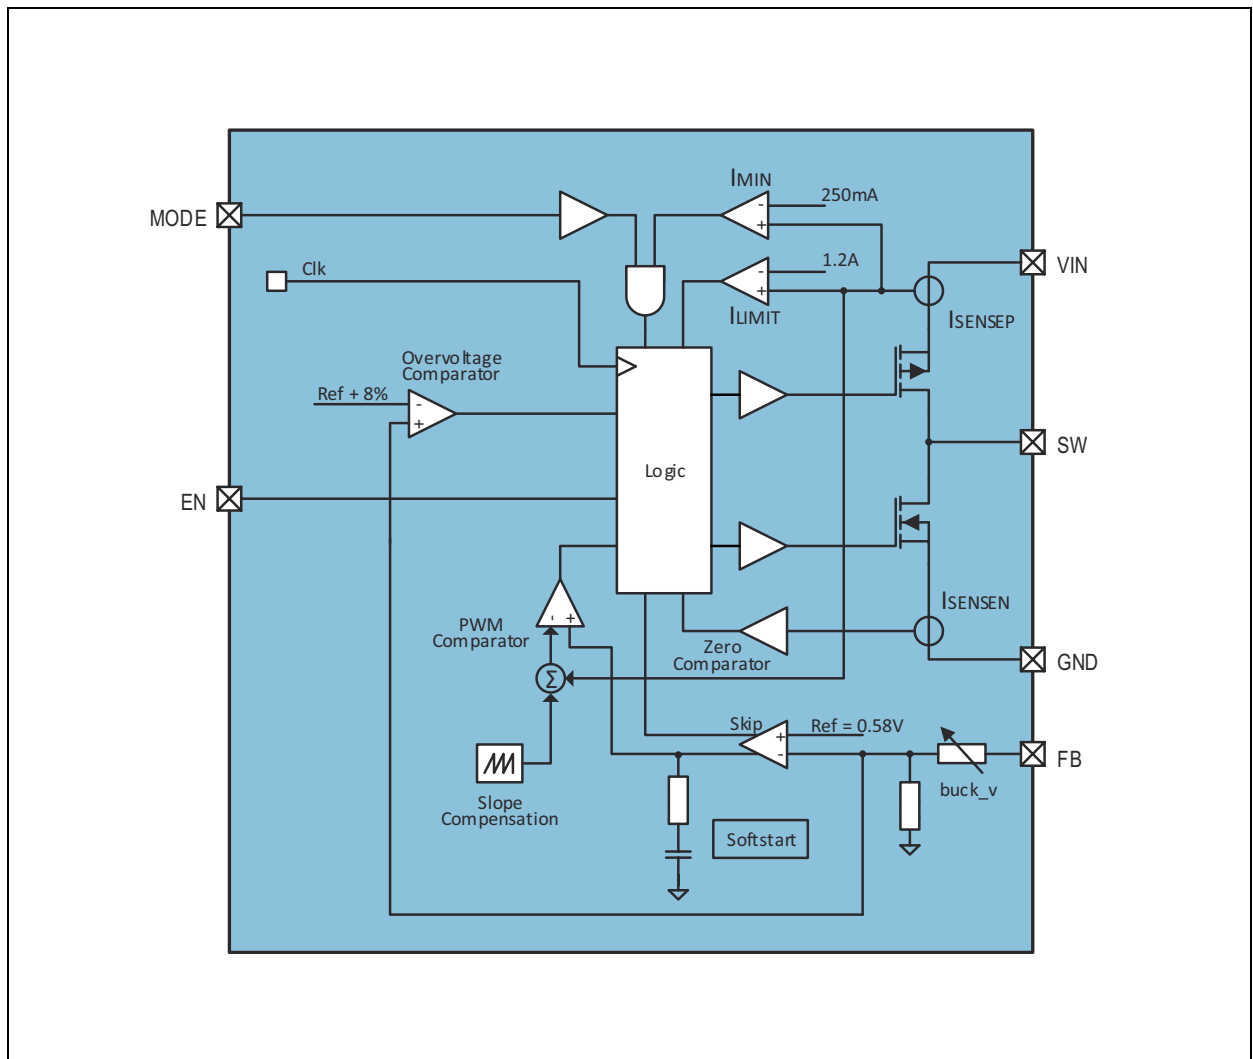 IMIN
250mA
MODE
-
+
Clk
1.2A
-
+
VIN
ILIMIT
ISENSEP
Overvoltage
Comparator
Ref + 8%
-
+
SW
Logic
EN
ISENSEN
- +
PWM
Comparator
Zero
Comparator
GND
Σ
Skip
Ref = 0.58V
+
-
FB
buck_v
Slope
Compensation
Softstart